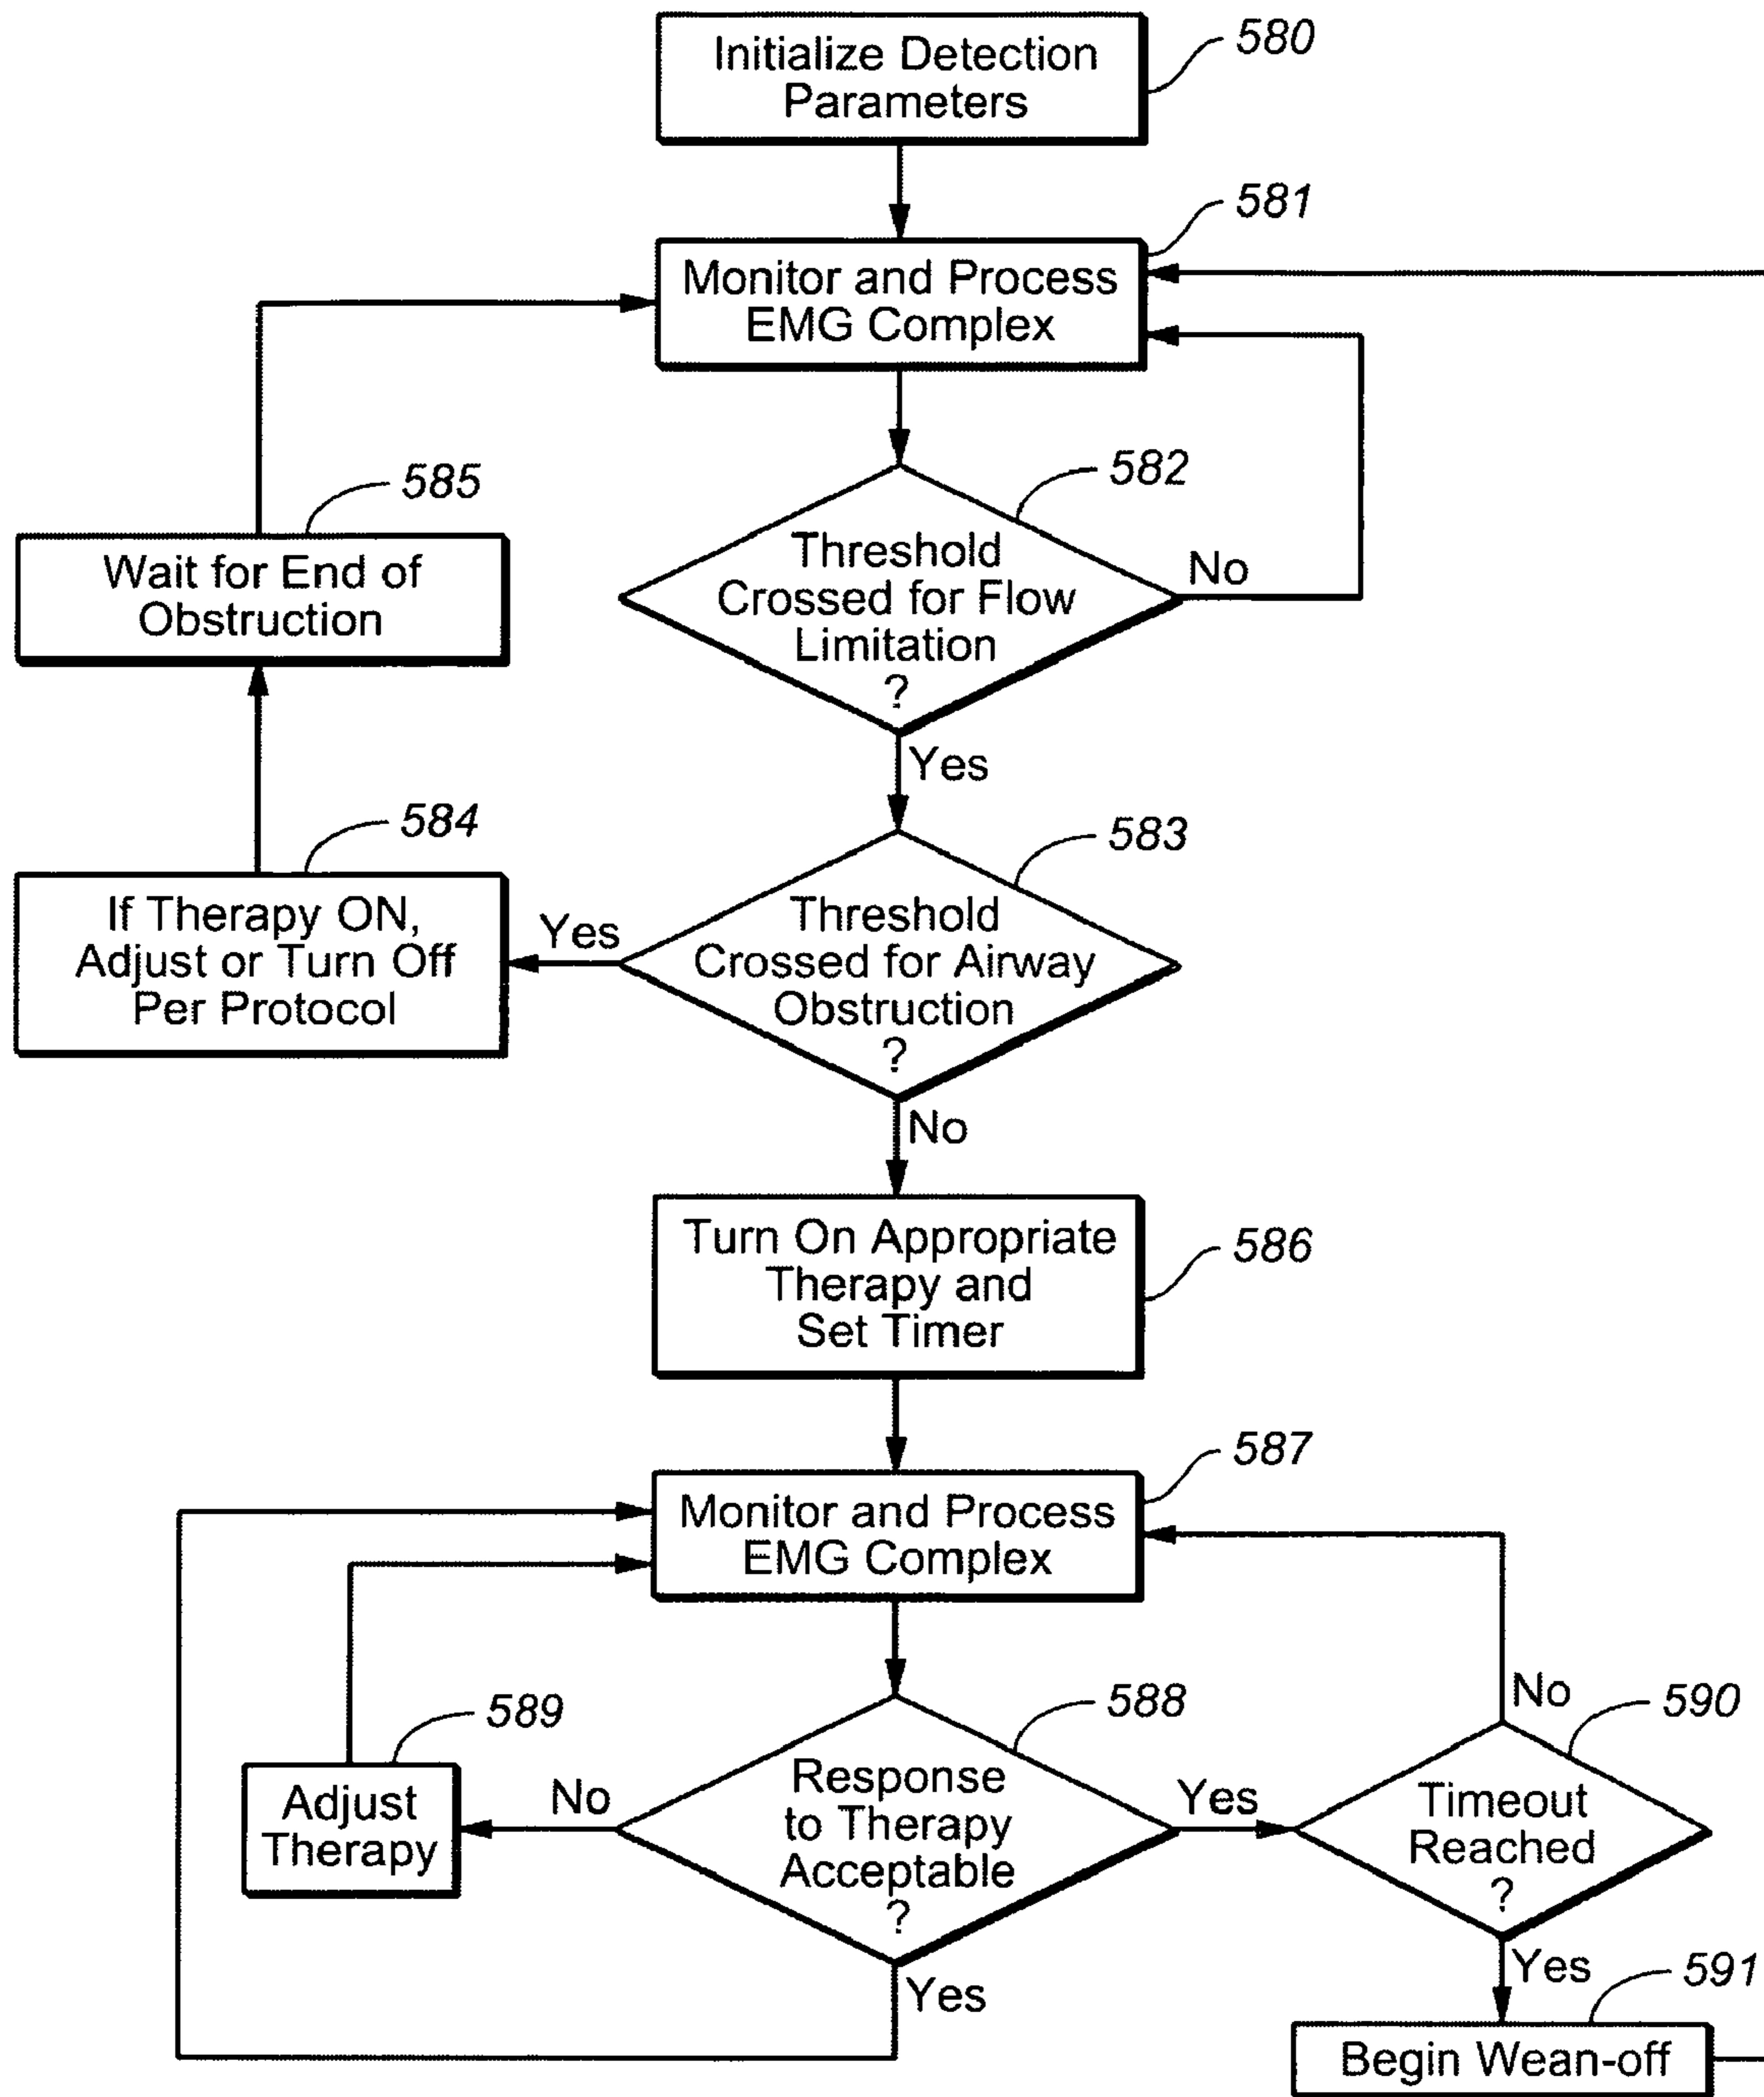 Initialize Detection
Parameters
580
Monitor and Process
EMG Complex
581
Threshold
Crossed for Flow
Limitation
?
582
No
Yes
585
Wait for End of
Obstruction
584
If Therapy ON,
Adjust or Turn Off
Per Protocol
Yes
Threshold
Crossed for Airway
Obstruction
?
583
No
Turn On Appropriate
Therapy and
Set Timer
586
Monitor and Process
EMG Complex
587
589
Adjust
Therapy
No
Response
to Therapy
Acceptable
?
588
Yes
Yes
No
590
Timeout
Reached
?
Yes
591
Begin Wean-off